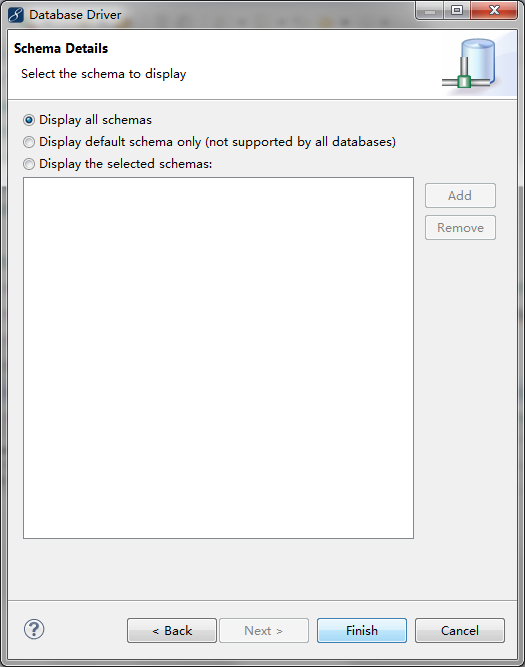 Database Driver
Schema Details
Select the schema to display
Display all schemas
Display default schema only (not supported by all databases)
Display the selected schemas:
Add
Remove
?
< Back
Next >
Finish
Cancel